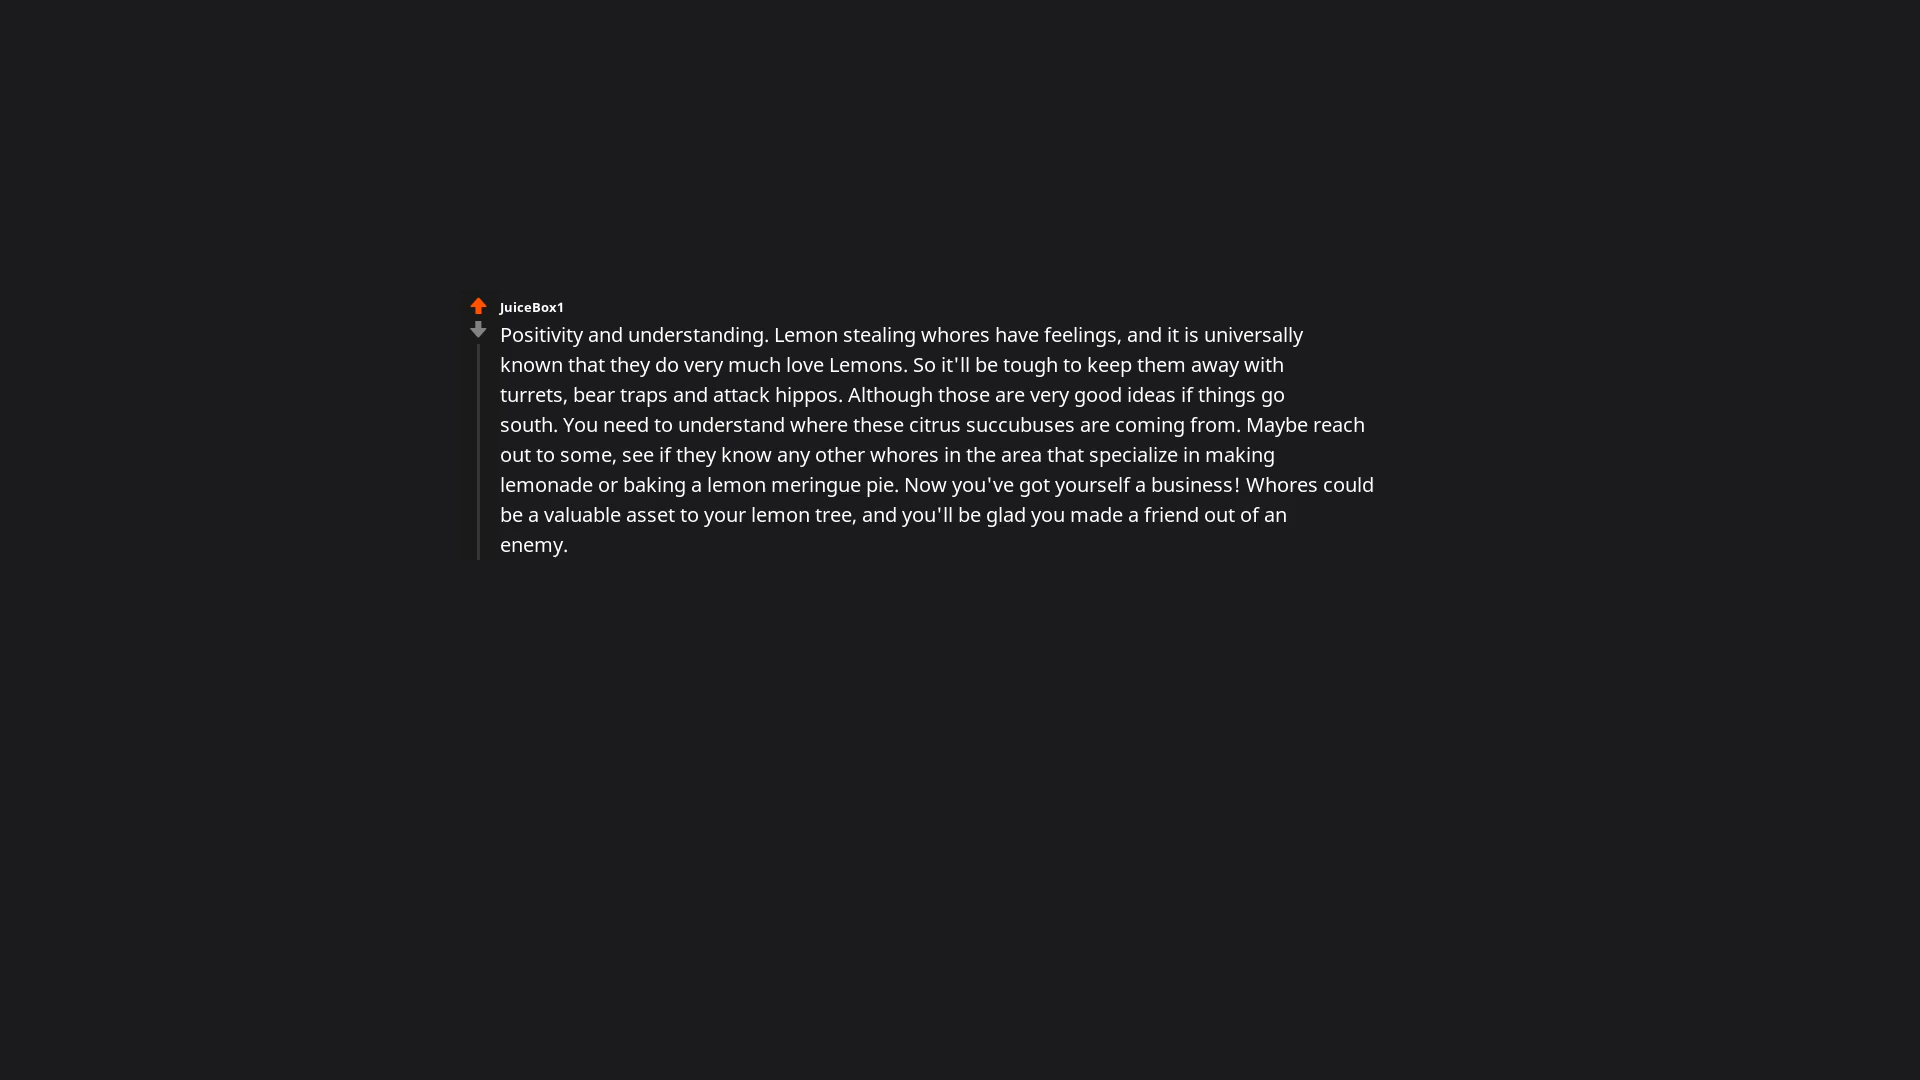 JuiceBox1
Positivity and understanding. Lemon stealing whores have feelings, and it is universally
known that they do very much love Lemons. So it'll be tough to keep them away with
turrets, bear traps and attack hippos. Although those are very good ideas if things go
south. You need to understand where these citrus succubuses are coming from. Maybe reach
out to some, see if they know any other whores in the area that specialize in making
lemonade or baking a lemon meringue pie. Now you've got yourself a business! Whores could
be a valuable asset to your lemon tree, and you'll be glad you made a friend out of an
enemy.